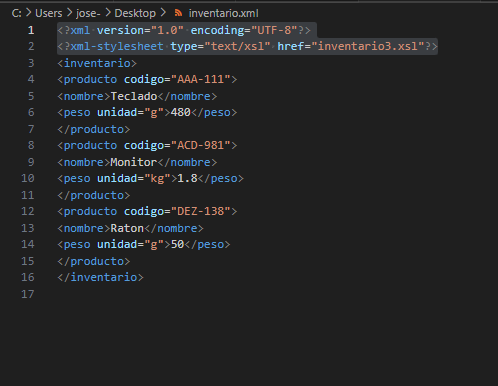 C: > Users > jose- > Desktop > inventario.xml
1 <?xml version="1.0" encoding="UTF-8"?>
2 <?xml-stylesheet type="text/xsl" href="inventario3.xsl"?>
3 <inventario>
4 <producto codigo="AAA-111">
5 <nombre>Teclado</nombre>
6 <peso unidad="g">480</peso>
7 </producto>
8 <producto codigo="ACD-981">
9 <nombre>Monitor</nombre>
10 <peso unidad="kg">1.8</peso>
11 </producto>
12 <producto codigo="DEZ-138">
13 <nombre>Raton</nombre>
14 <peso unidad="g">50</peso>
15 </producto>
16 </inventario>
17